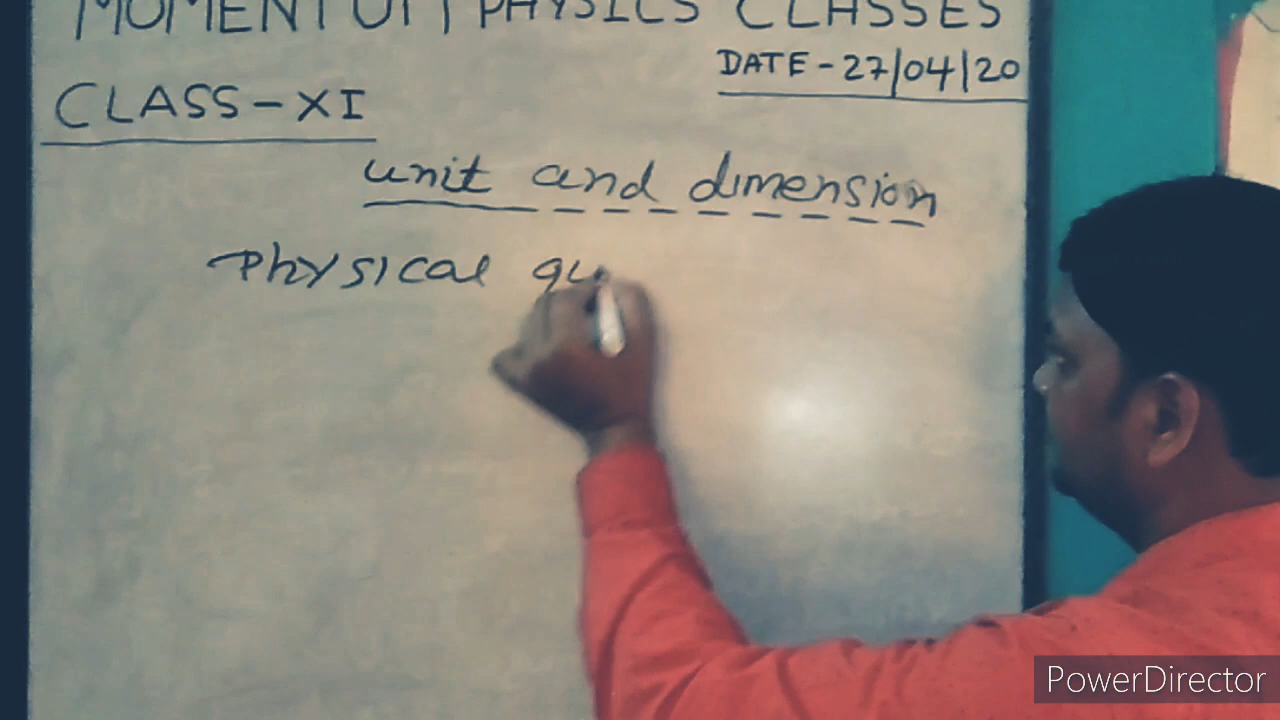 MOMENTUM PHYSICS CLASSES
DATE - 27/04/20
CLASS - XI
unit and dimension
Physical qu
PowerDirector